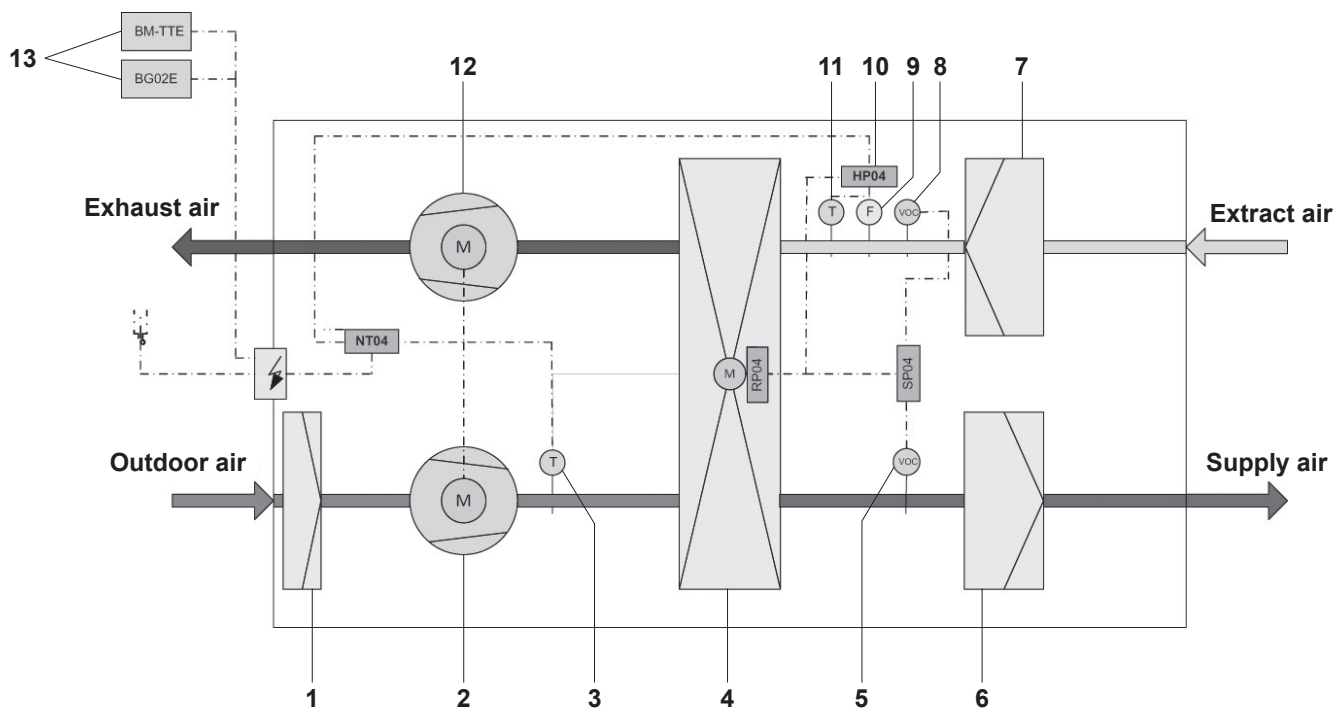 BM-TTE
13
BG02E
12
11
10
9
8
7
HP04
T
F
VOC
Exhaust air
M
Extract air
NT04
M
RP04
SP04
Outdoor air
T
VOC
Supply air
M
1
2
3
4
5
6